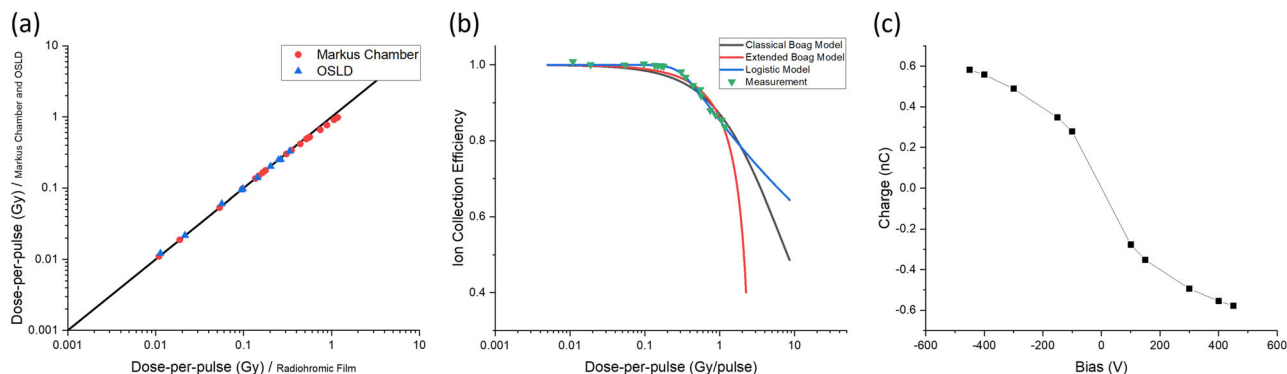 (a)
10
1
0.1
0.01
0.001
0.001
0.01
0.1
1
10
Dose-per-pulse (Gy) / Markus Chamber and OSLD
Dose-per-pulse (Gy) / Radiohromic Film
Markus Chamber
OSLD
(b)
1.0
0.8
0.6
0.4
0.001
0.01
0.1
1
10
Ion Collection Efficiency
Dose-per-pulse (Gy/pulse)
Classical Boag Model
Extended Boag Model
Logistic Model
Measurement
(c)
0.6
0.4
0.2
0.0
-0.2
-0.4
-0.6
-600
-400
-200
0
200
400
600
Charge (nC)
Bias (V)